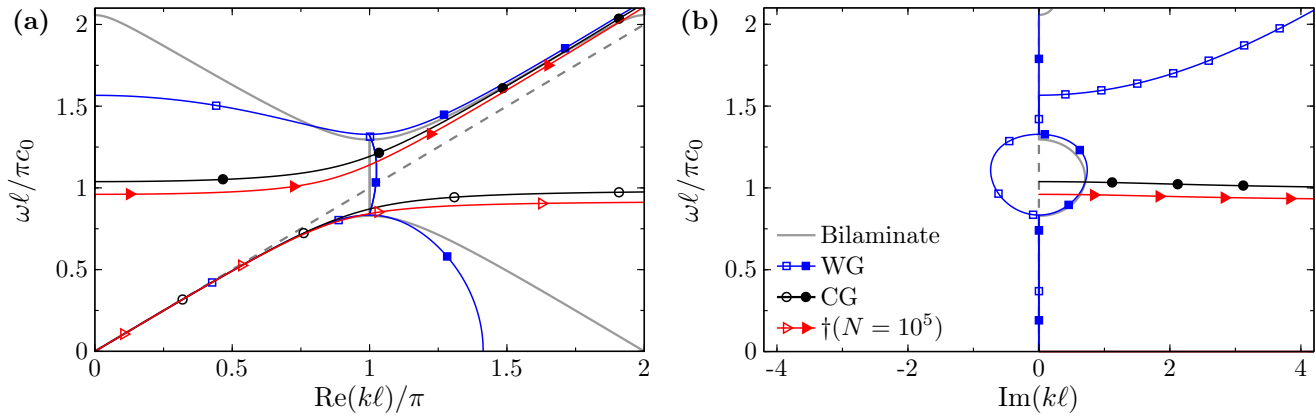 (a)
ωℓ/πc₀
2
1.5
1
0.5
0
0
0.5
1
1.5
2
Re(kℓ)/π
(b)
ωℓ/πc₀
2
1.5
1
0.5
0
-4
-2
0
2
4
Im(kℓ)
Bilaminate
WG
CG
†(N = 10⁵)